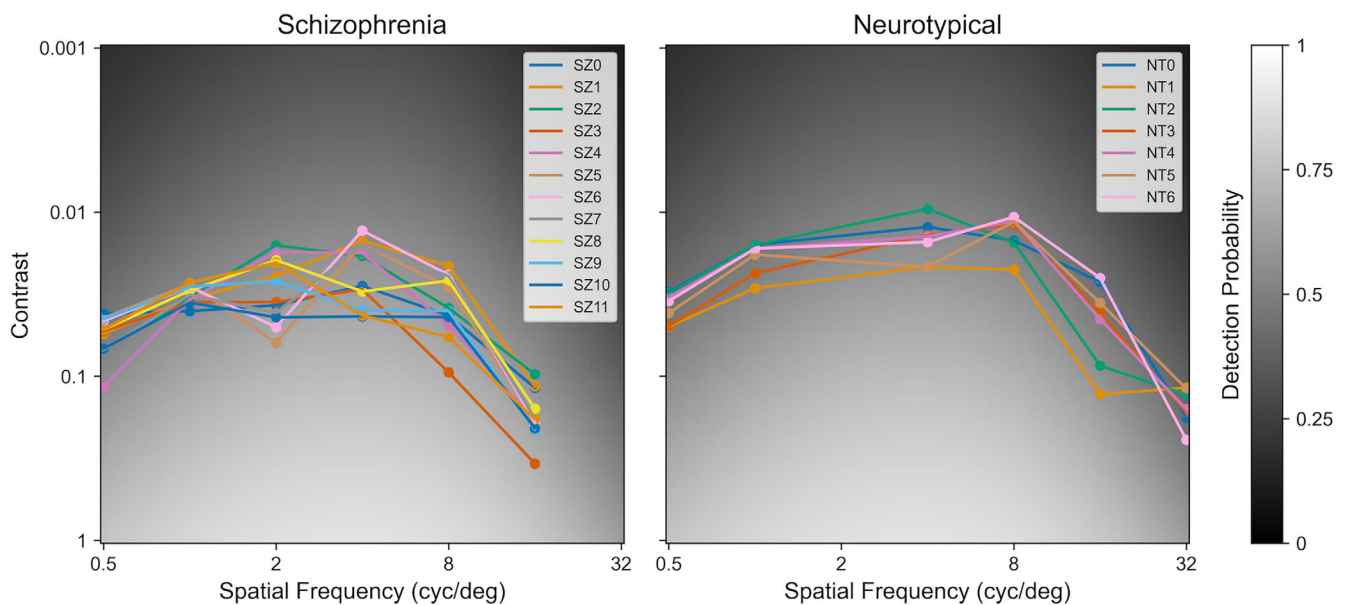 Schizophrenia
Neurotypical
0.001
0.01
0.1
1
Contrast
SZ0
SZ1
SZ2
SZ3
SZ4
SZ5
SZ6
SZ7
SZ8
SZ9
SZ10
SZ11
0.5
2
8
32
Spatial Frequency (cyc/deg)
NT0
NT1
NT2
NT3
NT4
NT5
NT6
0.5
2
8
32
Spatial Frequency (cyc/deg)
1
0.75
0.5
0.25
0
Detection Probability